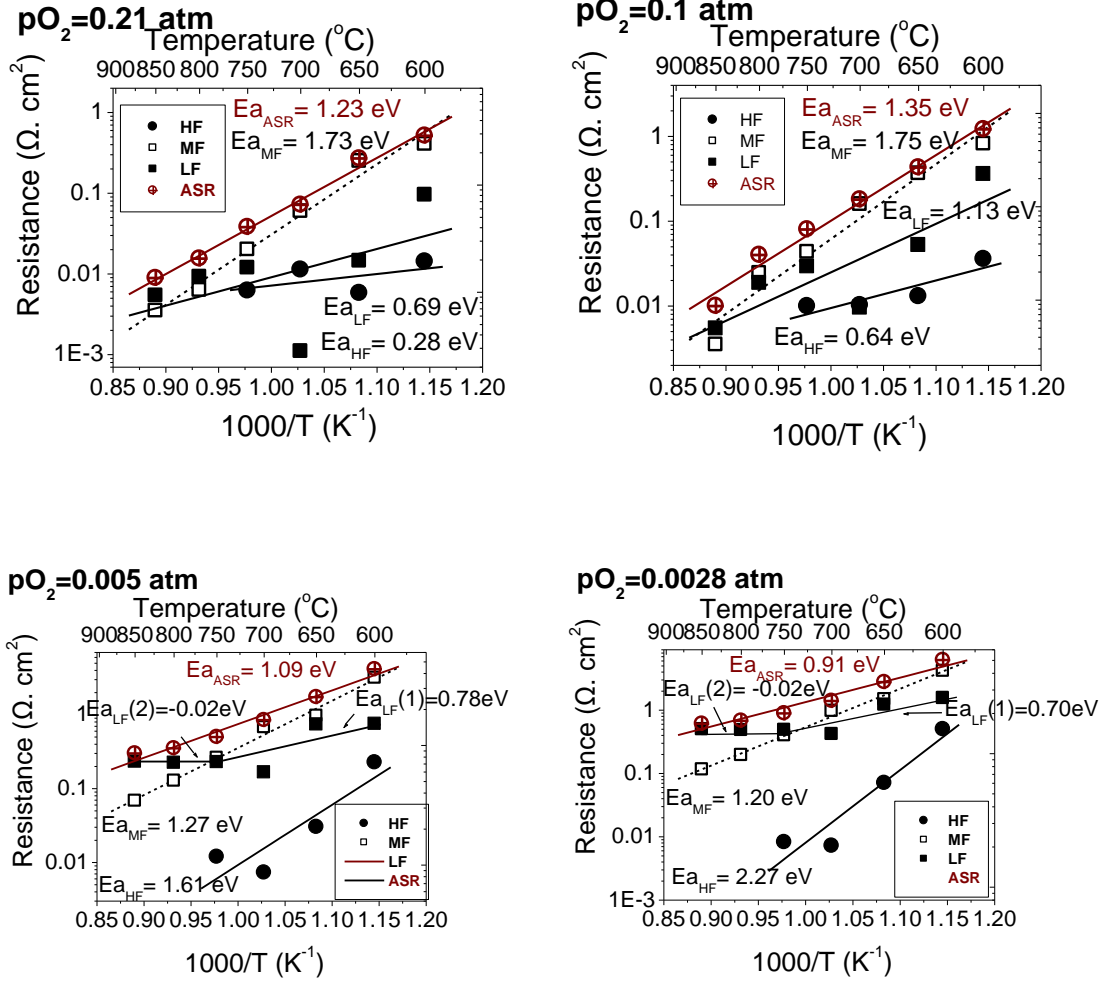 pO2=0.21 atm
Temperature (°C)
900 850 800 750 700 650 600
Resistance (Ω. cm2)
1
0.1
0.01
1E-3
HF
MF
LF
ASR
EaASR= 1.23 eV
EaMF= 1.73 eV
EaLF= 0.69 eV
EaHF= 0.28 eV
0.85 0.90 0.95 1.00 1.05 1.10 1.15 1.20
1000/T (K-1)
pO2=0.1 atm
Temperature (°C)
900 850 800 750 700 650 600
Resistance (Ω. cm2)
1
0.1
0.01
HF
MF
LF
ASR
EaASR= 1.35 eV
EaMF= 1.75 eV
EaLF= 1.13 eV
EaHF= 0.64 eV
0.85 0.90 0.95 1.00 1.05 1.10 1.15 1.20
1000/T (K-1)
pO2=0.005 atm
Temperature (°C)
900 850 800 750 700 650 600
Resistance (Ω. cm2)
1
0.1
0.01
EaASR= 1.09 eV
EaLF(2)=-0.02eV
EaLF(1)=0.78eV
EaMF= 1.27 eV
EaHF= 1.61 eV
HF
MF
LF
ASR
0.85 0.90 0.95 1.00 1.05 1.10 1.15 1.20
1000/T (K-1)
pO2=0.0028 atm
Temperature (°C)
900 850 800 750 700 650 600
Resistance (Ω. cm2)
1
0.1
0.01
1E-3
EaASR= 0.91 eV
EaLF(2)= -0.02eV
EaLF(1)=0.70eV
EaMF= 1.20 eV
EaHF= 2.27 eV
HF
MF
LF
ASR
0.85 0.90 0.95 1.00 1.05 1.10 1.15 1.20
1000/T (K-1)